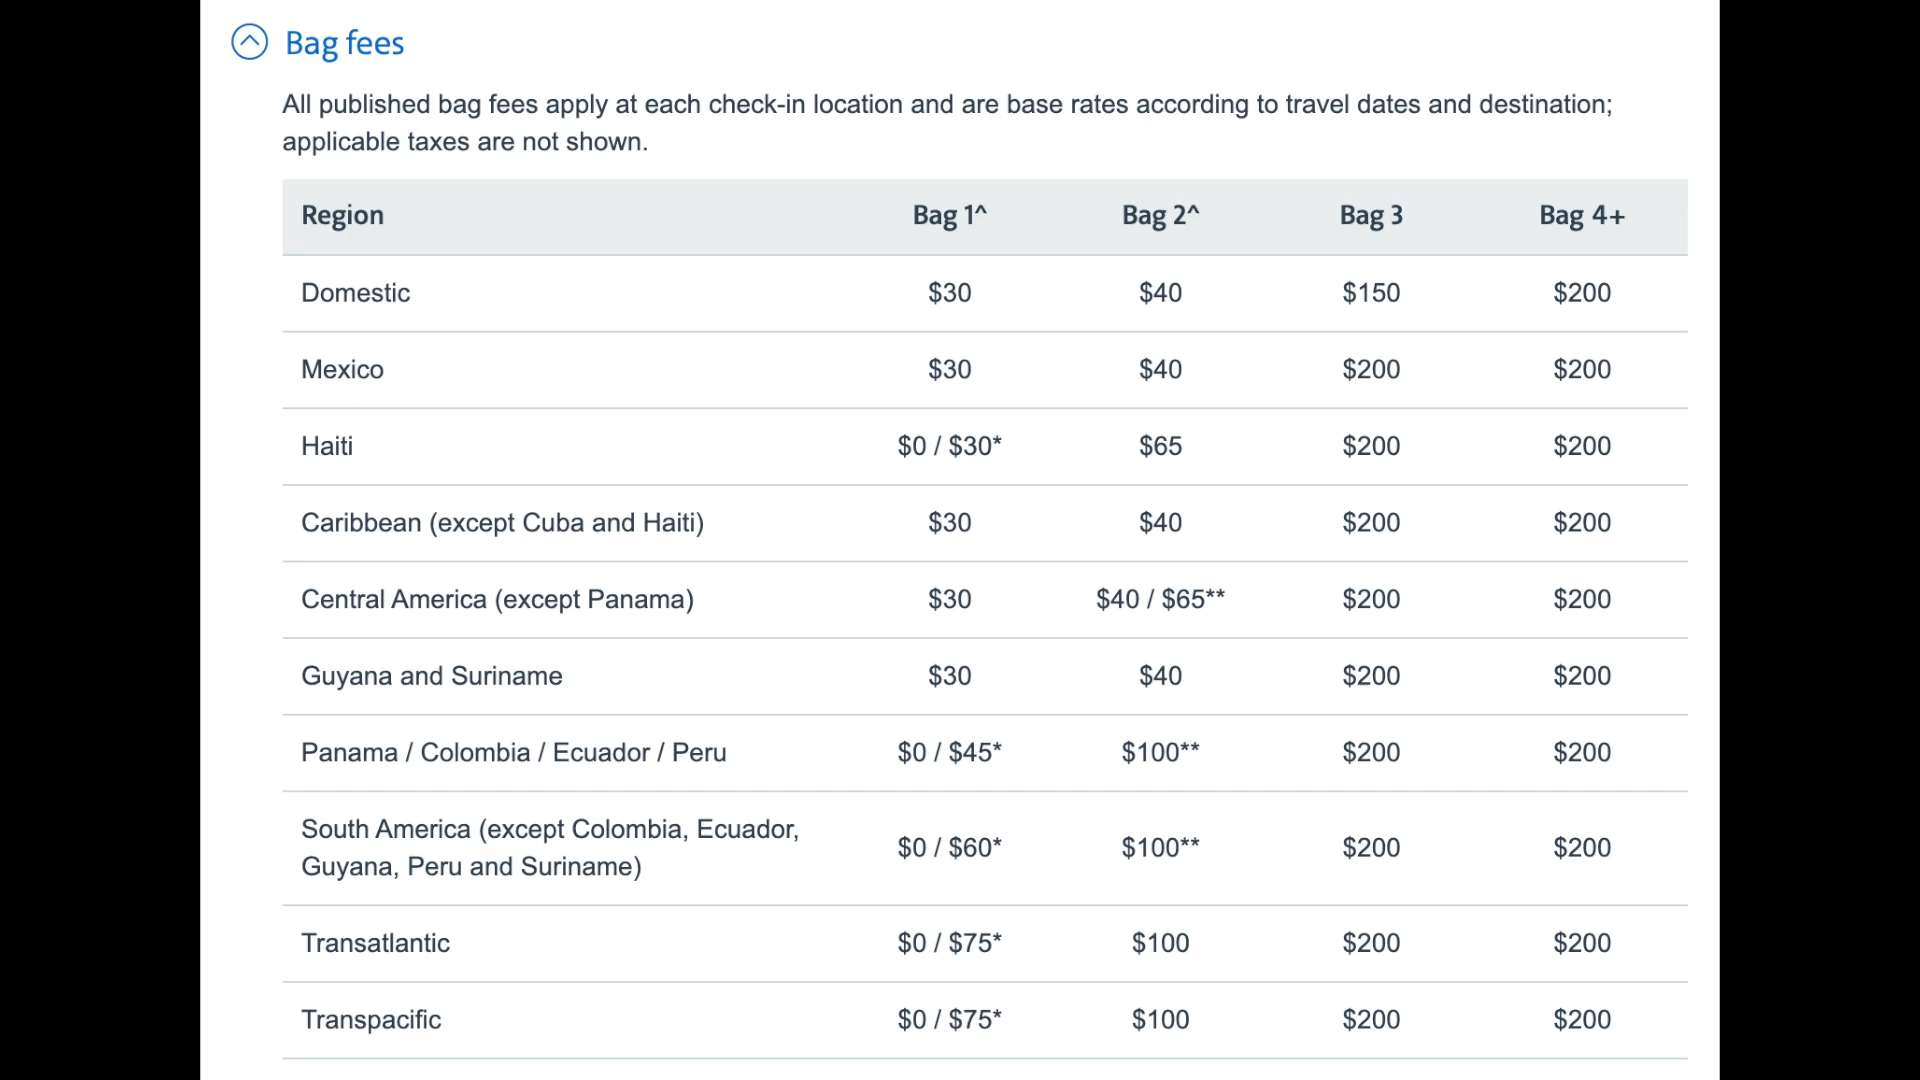 Bag fees
All published bag fees apply at each check-in location and are base rates according to travel dates and destination;
applicable taxes are not shown.
Region Bag 1^ Bag 2^ Bag 3 Bag 4+
Domestic $30 $40 $150 $200
Mexico $30 $40 $200 $200
Haiti $0 / $30* $65 $200 $200
Caribbean (except Cuba and Haiti) $30 $40 $200 $200
Central America (except Panama) $30 $40 / $65** $200 $200
Guyana and Suriname $30 $40 $200 $200
Panama / Colombia / Ecuador / Peru $0 / $45* $100** $200 $200
South America (except Colombia, Ecuador,
Guyana, Peru and Suriname) $0 / $60* $100** $200 $200
Transatlantic $0 / $75* $100 $200 $200
Transpacific $0 / $75* $100 $200 $200